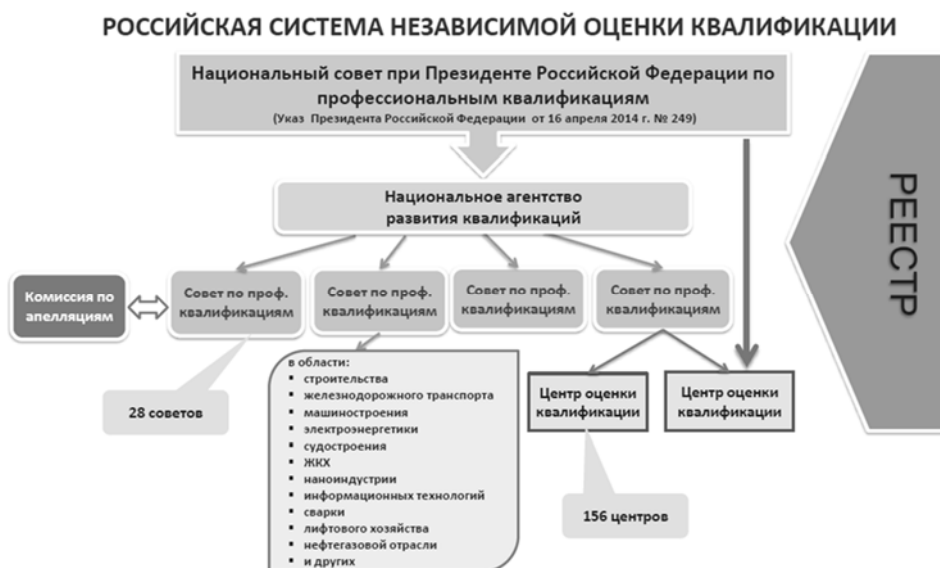 РОССИЙСКАЯ СИСТЕМА НЕЗАВИСИМОЙ ОЦЕНКИ КВАЛИФИКАЦИИ
Национальный совет при Президенте Российской Федерации по
профессиональным квалификациям
(Указ Президента Российской Федерации от 16 апреля 2014 г. № 249)
РЕЕСТР
Национальное агентство
развития квалификаций
Комиссия по
апелляциям
Совет по проф.
квалификациям
Совет по проф.
квалификациям
Совет по проф.
квалификациям
Совет по проф.
квалификациям
28 советов
в области:
▪ строительства
▪ железнодорожного транспорта
▪ машиностроения
▪ электроэнергетики
▪ судостроения
▪ ЖКХ
▪ наноиндустрии
▪ информационных технологий
▪ сварки
▪ лифтового хозяйства
▪ нефтегазовой отрасли
▪ и других
Центр оценки
квалификации
Центр оценки
квалификации
156 центров